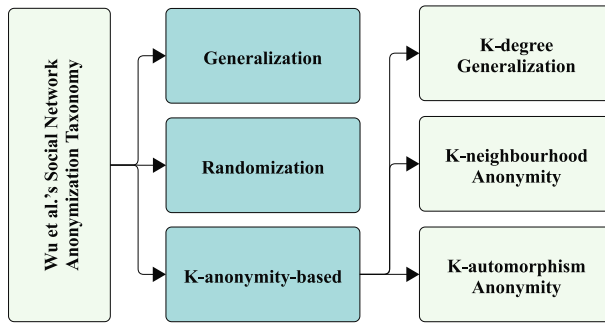 Wu et al.'s Social Network
Anonymization Taxonomy
Generalization
Randomization
K-anonymity-based
K-degree
Generalization
K-neighbourhood
Anonymity
K-automorphism
Anonymity